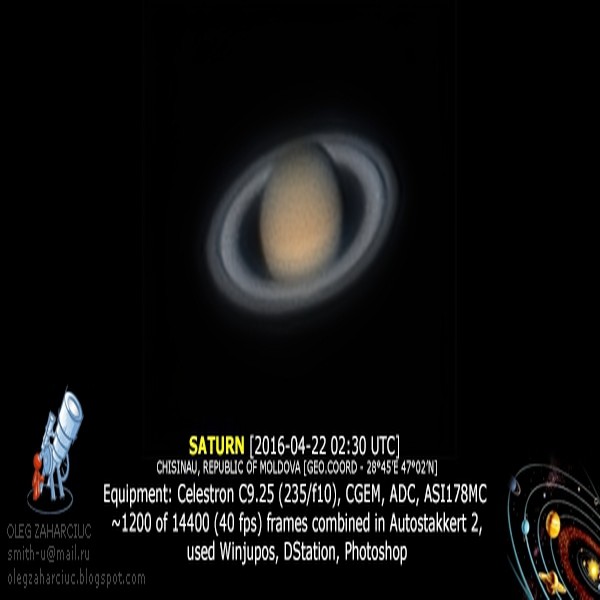 SATURN [2016-04-22 02:30 UTC]
CHISINAU, REPUBLIC OF MOLDOVA [GEO.COORD - 28°45'E 47°02'N]
Equipment: Celestron C9.25 (235/f10), CGEM, ADC, ASI178MC
~1200 of 14400 (40 fps) frames combined in Autostakkert 2,
used Winjupos, DStation, Photoshop
OLEG ZAHARCIUC
smith-u@mail.ru
olegzaharciuc.blogspot.com